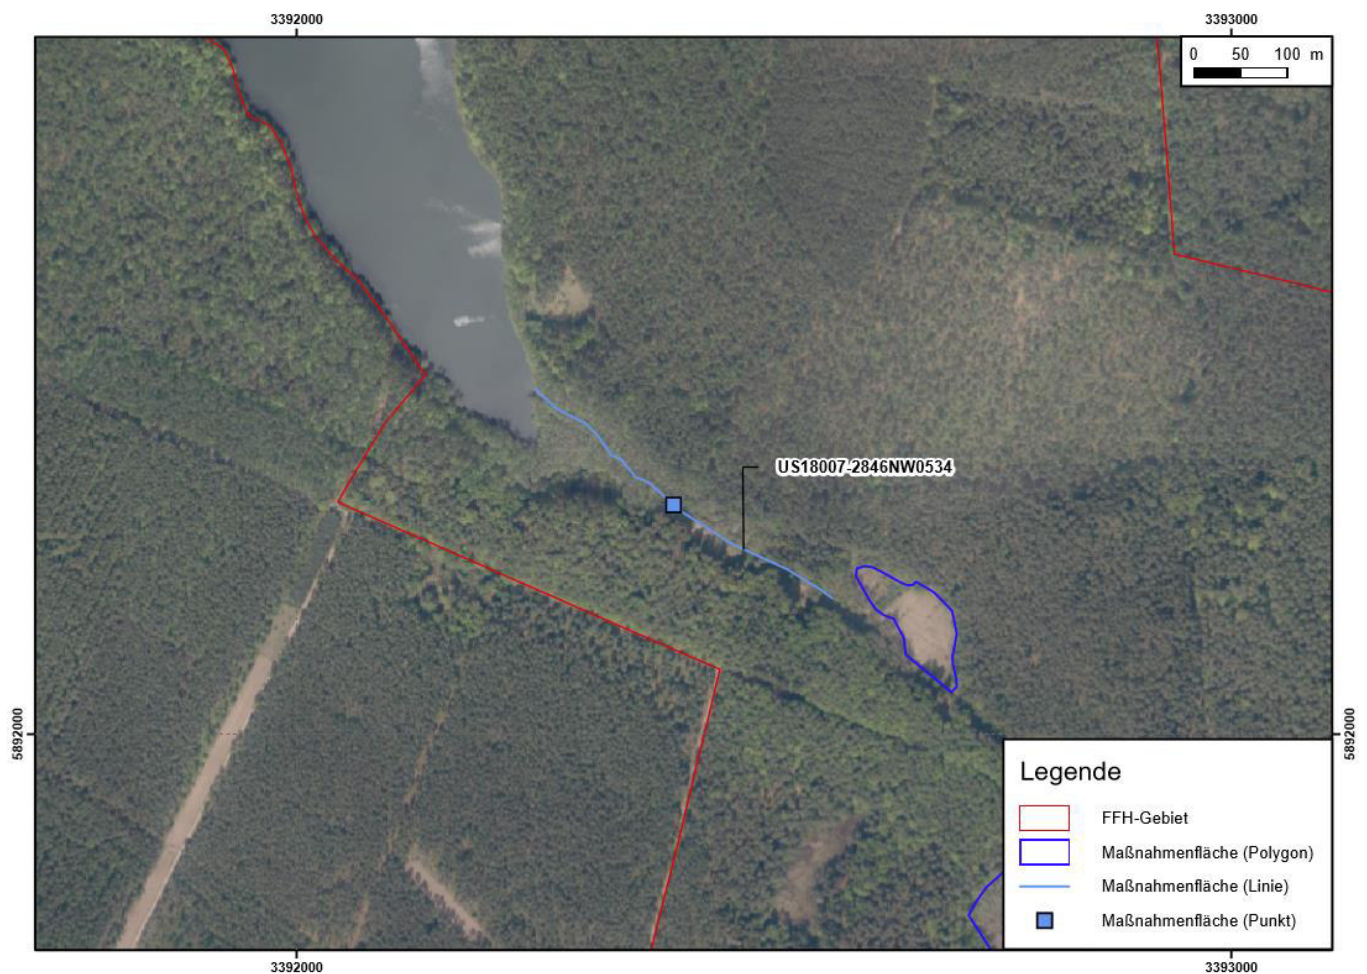 3392000
3393000
0 50 100 m
US18007-2846NW0534
5892000
5892000
Legende
FFH-Gebiet
Maßnahmenfläche (Polygon)
Maßnahmenfläche (Linie)
Maßnahmenfläche (Punkt)
3392000
3393000